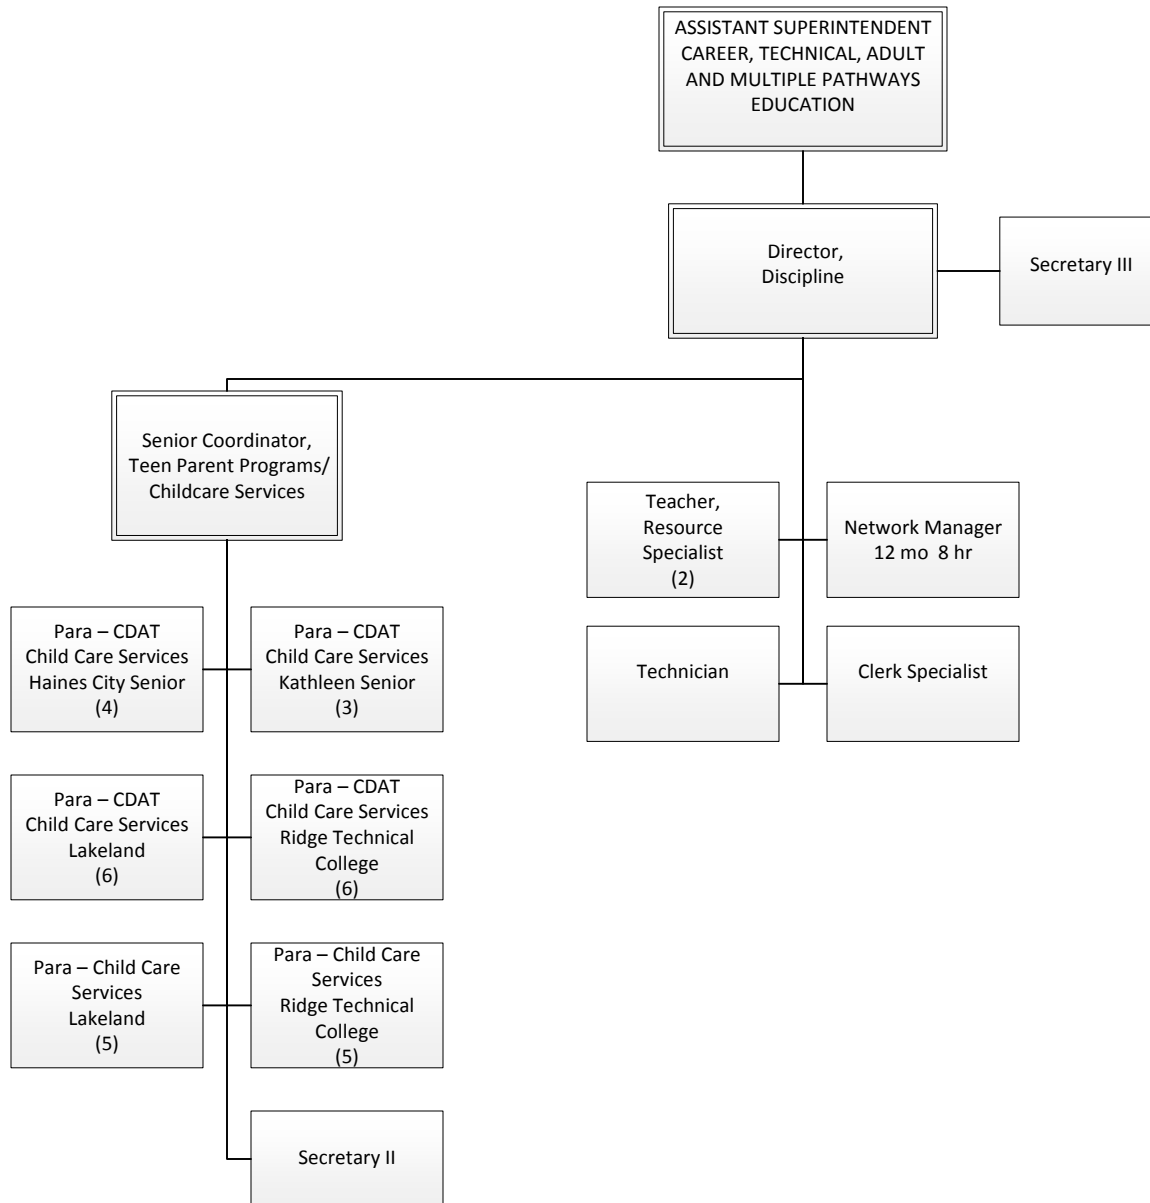 ASSISTANT SUPERINTENDENT
CAREER, TECHNICAL, ADULT
AND MULTIPLE PATHWAYS
EDUCATION
Director,
Discipline
Secretary III
Senior Coordinator,
Teen Parent Programs/
Childcare Services
Teacher,
Resource
Specialist
(2)
Network Manager
12 mo  8 hr
Technician
Clerk Specialist
Para – CDAT
Child Care Services
Haines City Senior
(4)
Para – CDAT
Child Care Services
Kathleen Senior
(3)
Para – CDAT
Child Care Services
Lakeland
(6)
Para – CDAT
Child Care Services
Ridge Technical
College
(6)
Para – Child Care
Services
Lakeland
(5)
Para – Child Care
Services
Ridge Technical
College
(5)
Secretary II